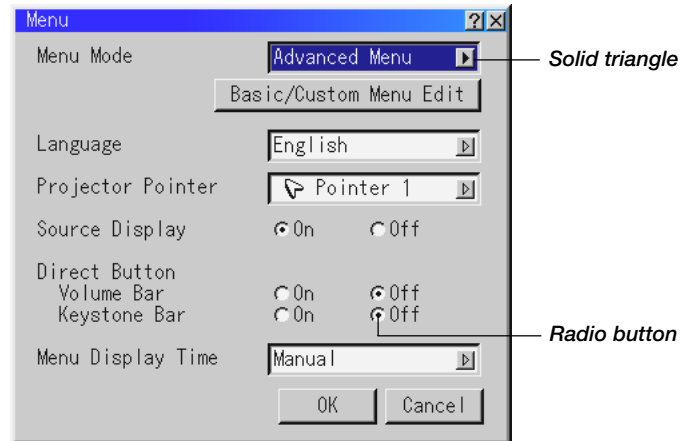 Menu
Menu Mode Advanced Menu Solid triangle
Basic/Custom Menu Edit
Language English
Projector Pointer Pointer 1
Source Display On Off
Direct Button
Volume Bar On Off
Keystone Bar On Off
Radio button
Menu Display Time Manual
OK Cancel